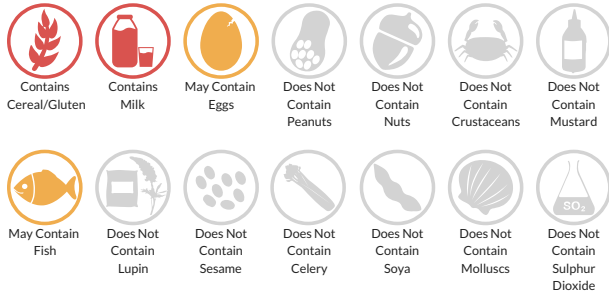 Contains
Cereal/Gluten
Contains
Milk
May Contain
Eggs
Does Not
Contain
Peanuts
Does Not
Contain
Nuts
Does Not
Contain
Crustaceans
Does Not
Contain
Mustard
May Contain
Fish
Does Not
Contain
Lupin
Does Not
Contain
Sesame
Does Not
Contain
Celery
Does Not
Contain
Soya
Does Not
Contain
Molluscs
SO₂
Does Not
Contain
Sulphur
Dioxide